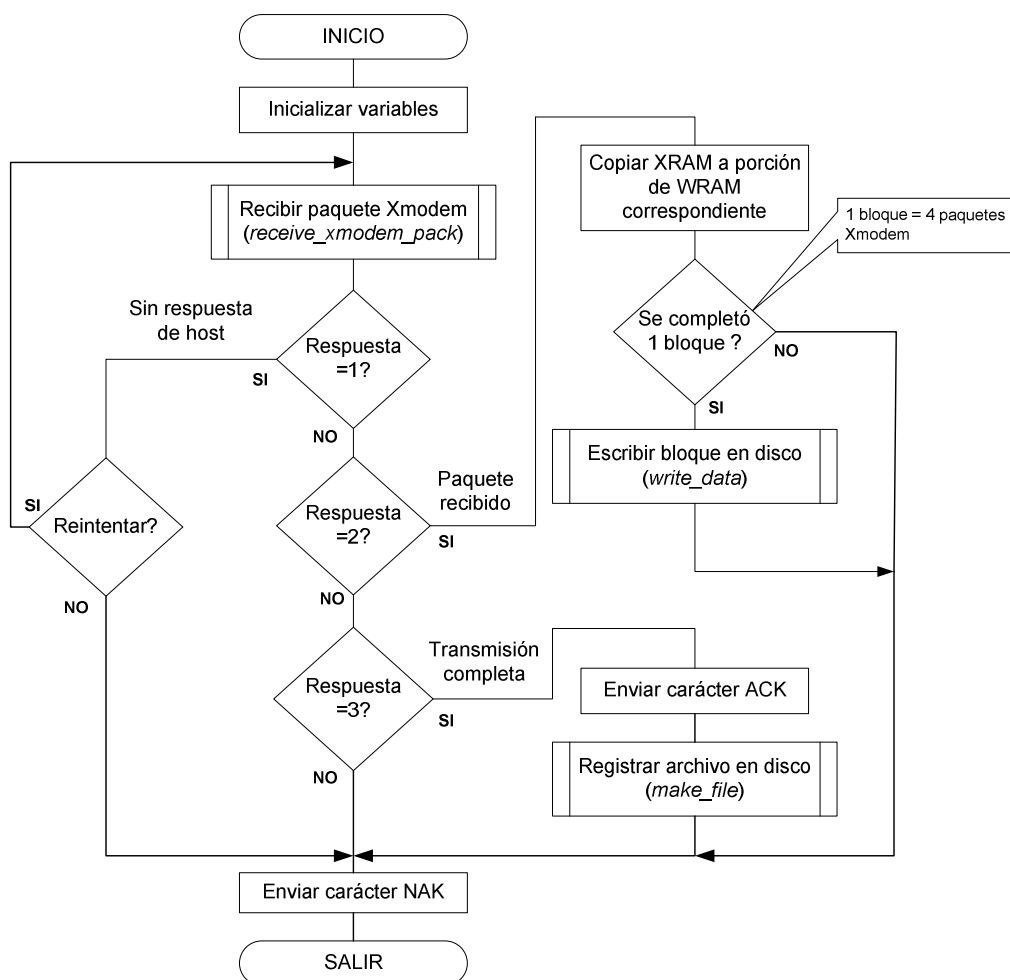 INICIO
Inicializar variables
Recibir paquete Xmodem
(receive_xmodem_pack)
Sin respuesta
de host
Respuesta
=1?
SI
NO
Reintentar?
SI
NO
Respuesta
=2?
Paquete
recibido
SI
NO
Respuesta
=3?
Transmisión
completa
SI
NO
Copiar XRAM a porción
de WRAM
correspondiente
1 bloque = 4 paquetes
Xmodem
Se completó
1 bloque ?
NO
SI
Escribir bloque en disco
(write_data)
Enviar carácter ACK
Registrar archivo en disco
(make_file)
Enviar carácter NAK
SALIR